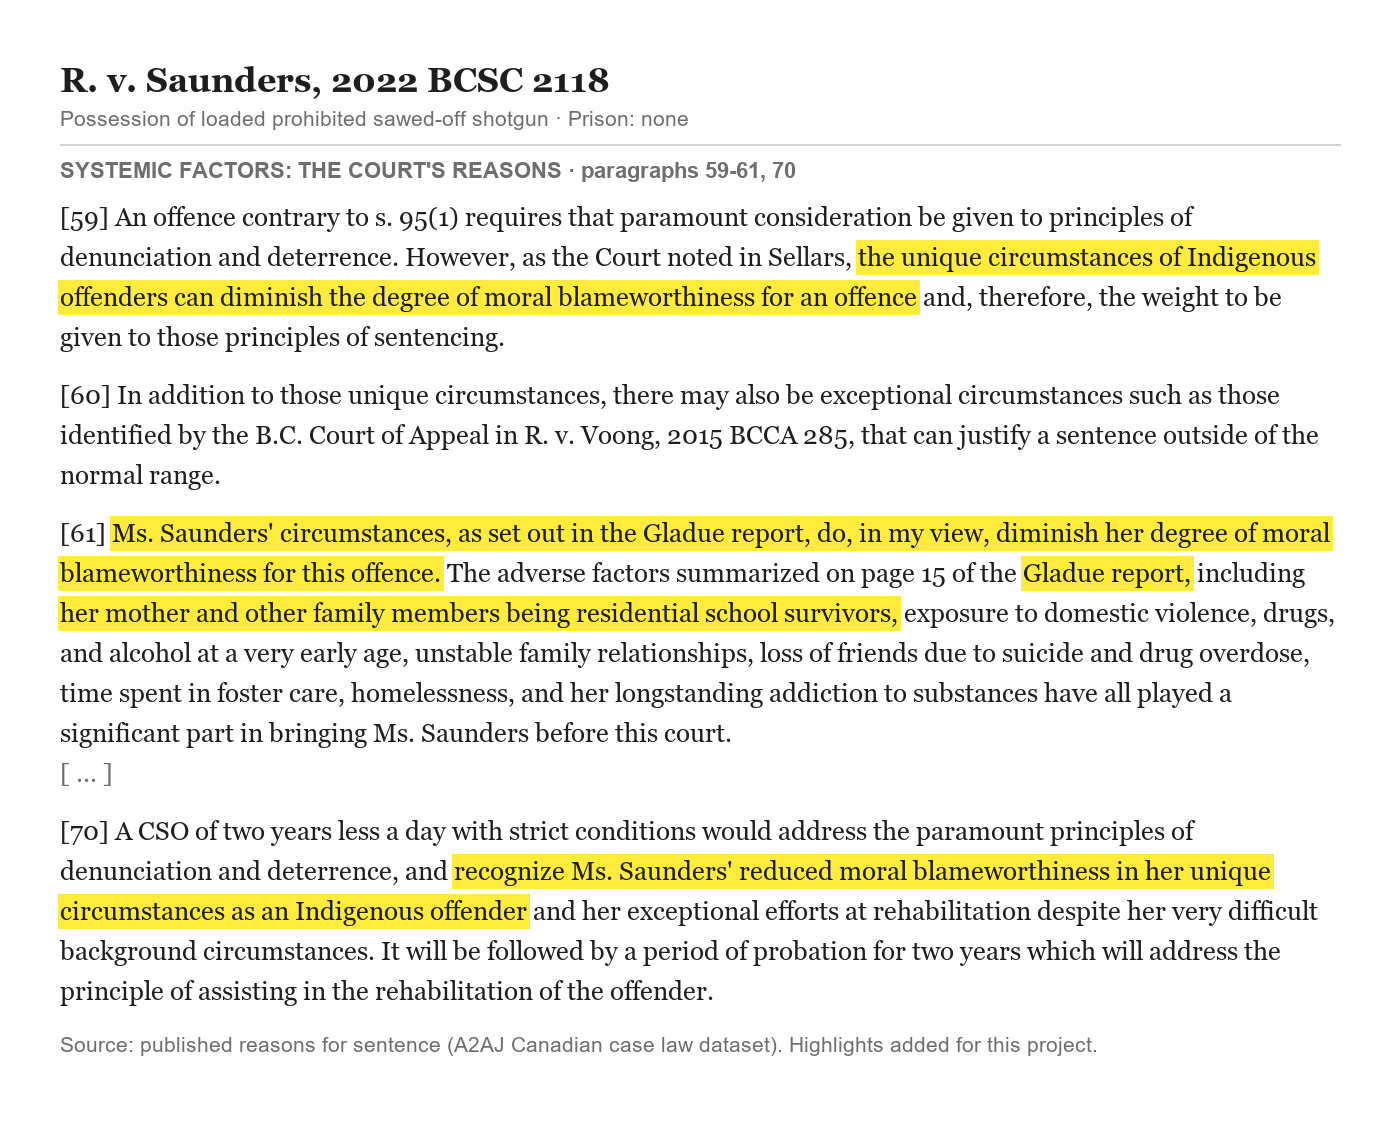 R. v. Saunders, 2022 BCSC 2118
Possession of loaded prohibited sawed-off shotgun · Prison: none
SYSTEMIC FACTORS: THE COURT'S REASONS · paragraphs 59-61, 70
[59] An offence contrary to s. 95(1) requires that paramount consideration be given to principles of
denunciation and deterrence. However, as the Court noted in Sellars, the unique circumstances of Indigenous
offenders can diminish the degree of moral blameworthiness for an offence and, therefore, the weight to be
given to those principles of sentencing.
[60] In addition to those unique circumstances, there may also be exceptional circumstances such as those
identified by the B.C. Court of Appeal in R. v. Voong, 2015 BCCA 285, that can justify a sentence outside of the
normal range.
[61] Ms. Saunders' circumstances, as set out in the Gladue report, do, in my view, diminish her degree of moral
blameworthiness for this offence. The adverse factors summarized on page 15 of the Gladue report, including
her mother and other family members being residential school survivors, exposure to domestic violence, drugs,
and alcohol at a very early age, unstable family relationships, loss of friends due to suicide and drug overdose,
time spent in foster care, homelessness, and her longstanding addiction to substances have all played a
significant part in bringing Ms. Saunders before this court.
[ ... ]
[70] A CSO of two years less a day with strict conditions would address the paramount principles of
denunciation and deterrence, and recognize Ms. Saunders' reduced moral blameworthiness in her unique
circumstances as an Indigenous offender and her exceptional efforts at rehabilitation despite her very difficult
background circumstances. It will be followed by a period of probation for two years which will address the
principle of assisting in the rehabilitation of the offender.
Source: published reasons for sentence (A2AJ Canadian case law dataset). Highlights added for this project.